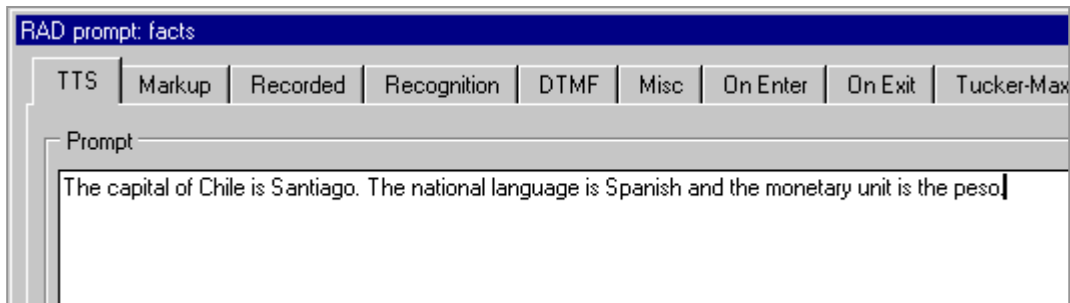 RAD prompt: facts
TTS Markup Recorded Recognition DTMF Misc On Enter On Exit Tucker-Max
Prompt
The capital of Chile is Santiago. The national language is Spanish and the monetary unit is the peso.